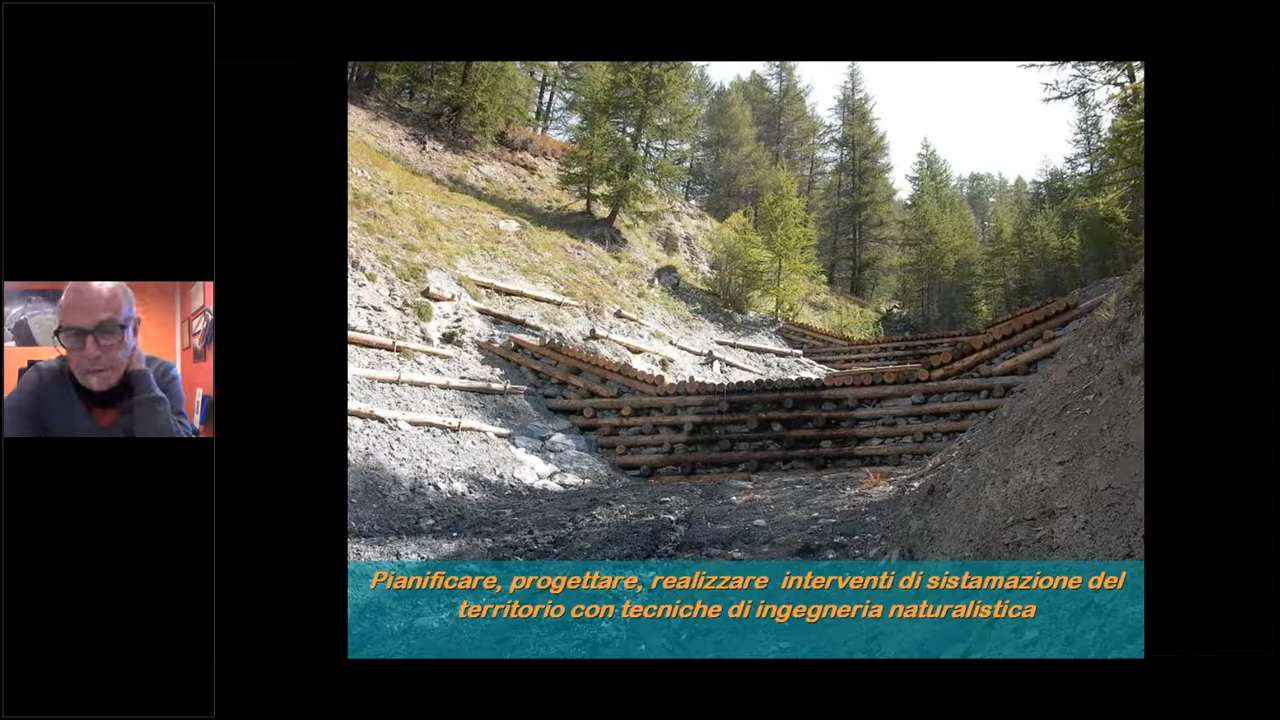 Pianificare, progettare, realizzare interventi di sistamazione del
territorio con tecniche di ingegneria naturalistica